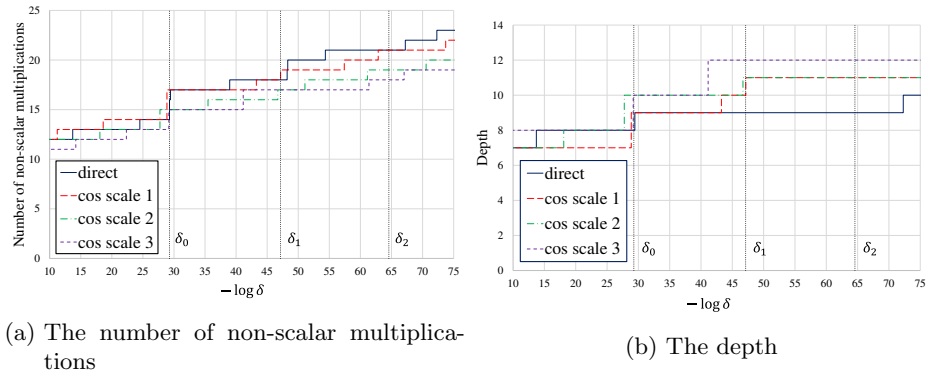 Number of non-scalar multiplications
25
20
15
10
5
0
direct
cos scale 1
cos scale 2
cos scale 3
δ₀
δ₁
δ₂
10 15 20 25 30 35 40 45 50 55 60 65 70 75
− log δ
(a) The number of non-scalar multiplica-
tions
Depth
14
12
10
8
6
4
2
0
direct
cos scale 1
cos scale 2
cos scale 3
δ₀
δ₁
δ₂
10 15 20 25 30 35 40 45 50 55 60 65 70 75
− log δ
(b) The depth